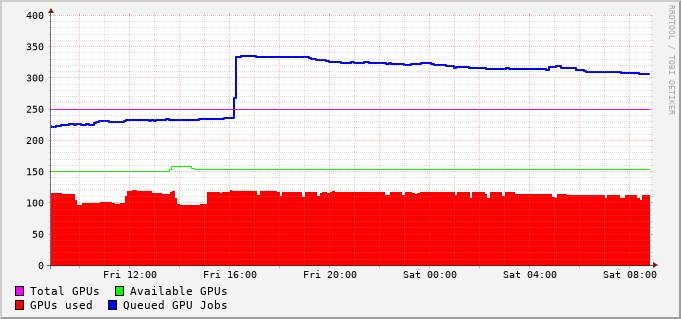 400
350
300
250
200
150
100
50
0
Fri 12:00 Fri 16:00 Fri 20:00 Sat 00:00 Sat 04:00 Sat 08:00
Total GPUs Available GPUs
GPUs used Queued GPU Jobs
RRDTOOL / TOBI OETIKER